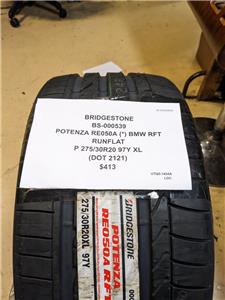 BRIDGESTONE
BS-000539
POTENZA RE050A (*) BMW RFT
RUNFLAT
P 275/30R20 97Y XL
(DOT 2121)
$413
275/30R20XL 97Y
POTENZA
RE050A RFT